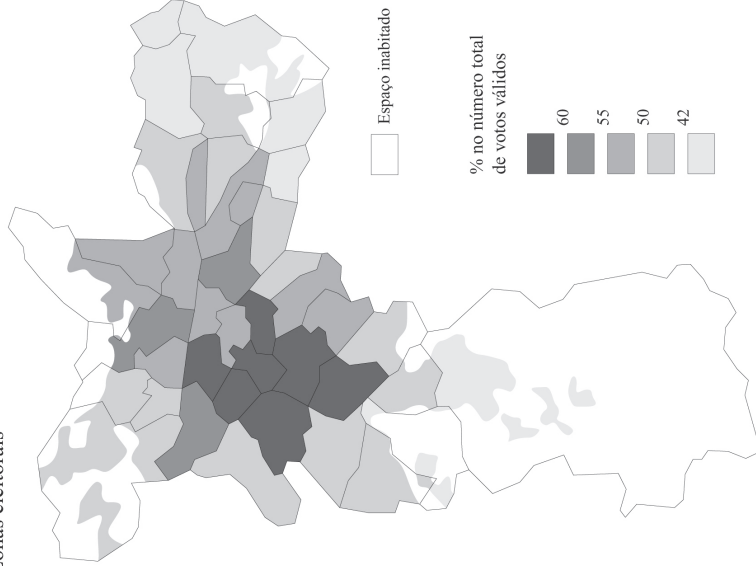 Espaço inabitado
% no número total
de votos válidos
60
55
50
42